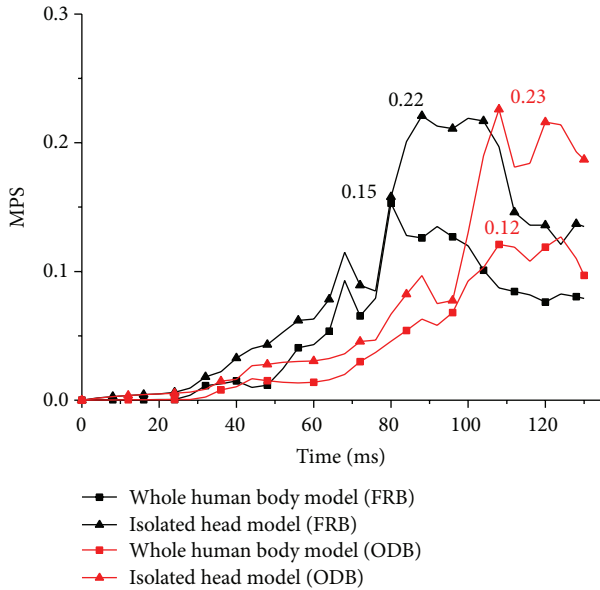 0.3
0.2
0.1
0.0
MPS
0.22
0.23
0.15
0.12
0
20
40
60
80
100
120
Time (ms)
Whole human body model (FRB)
Isolated head model (FRB)
Whole human body model (ODB)
Isolated head model (ODB)